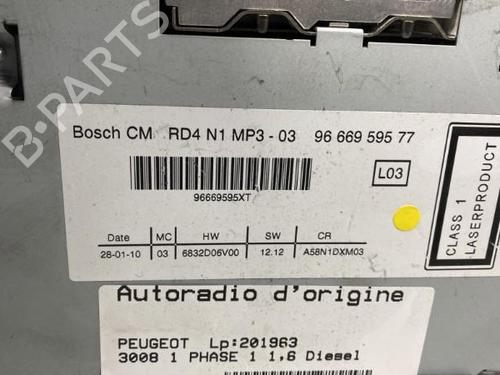 Bosch CM RD4 N1 MP3 - 03 96 669 595 77
96669595XT
L03
CLASS 1
LASERPRODUCT
Date MC HW SW CR
28-01-10 03 6832D06V00 12.12 A58N1DXM03
Autoradio d'origine
PEUGEOT Lp:201963
3008 1 PHASE 1 1,6 Diesel
B-PARTS